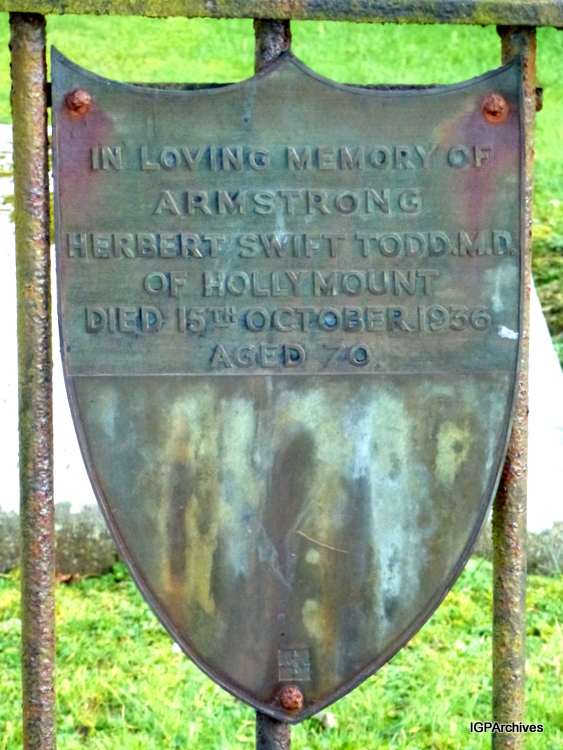 IN LOVING MEMORY OF
ARMSTRONG
HERBERT SWIFT TODD.M.D.
OF HOLLYMOUNT
DIED 15TH OCTOBER 1936
AGED 70.
IGPArchives